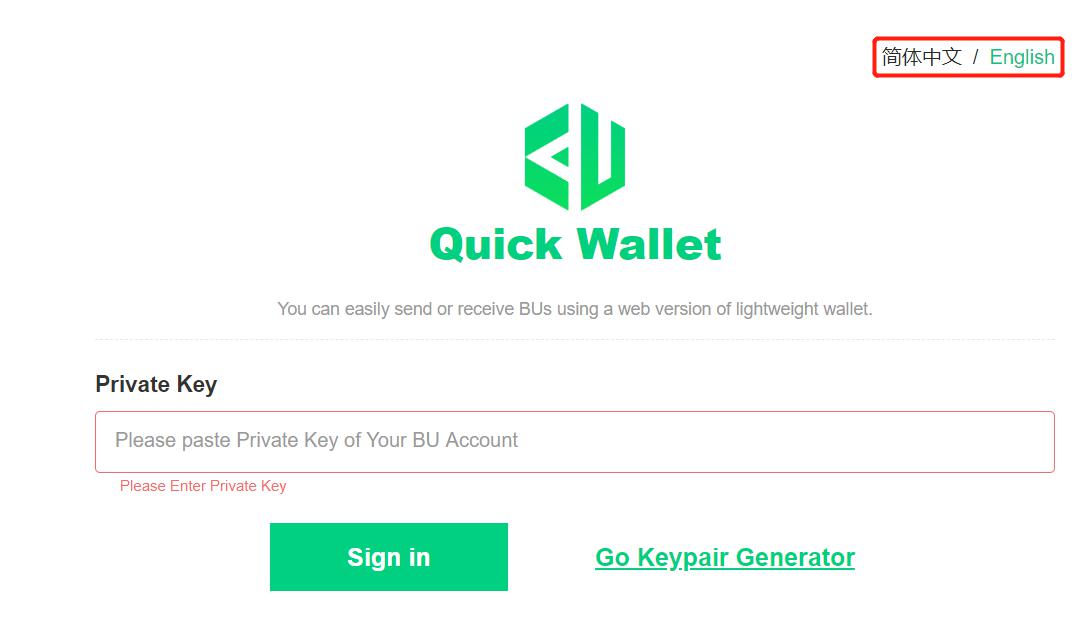 简体中文 / English
Quick Wallet
You can easily send or receive BUs using a web version of lightweight wallet.
Private Key
Please paste Private Key of Your BU Account
Please Enter Private Key
Sign in Go Keypair Generator